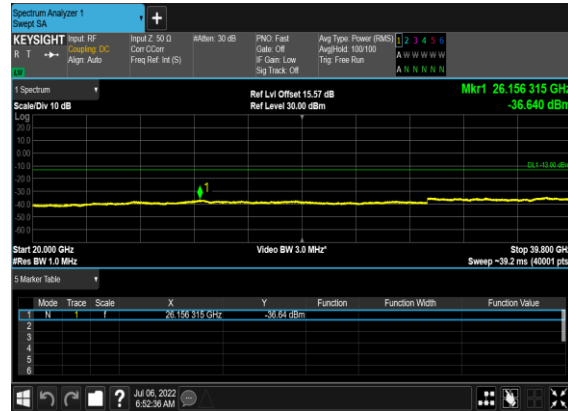 Spectrum Analyzer 1
Swept SA
+
KEYSIGHT Input: RF Input Z: 50 Ω #Atten: 30 dB PNO: Fast Avg Type: Power (RMS) 1 2 3 4 5 6
R T Coupling: DC Corr CCorr Gate: Off Avg|Hold: 100/100 A W W W W W
Align: Auto Freq Ref: Int (S) IF Gain: Low Trig: Free Run
Sig Track: Off A N N N N N
1 Spectrum Ref Lvl Offset 15.57 dB Mkr1 26.156 315 GHz
Scale/Div 10 dB Ref Level 30.00 dBm -36.640 dBm
Log
20.0
10.0
0.00
-10.0
DL1 -13.00 dBm
-20.0
-30.0
1
-40.0
-50.0
-60.0
Start 20.000 GHz Video BW 3.0 MHz* Stop 39.800 GHz
#Res BW 1.0 MHz Sweep ~39.2 ms (40001 pts)
5 Marker Table
Mode Trace Scale X Y Function Function Width Function Value
1 N 1 f 26.156 315 GHz -36.64 dBm
2
3
4
5
6
? Jul 06, 2022
6:52:36 AM